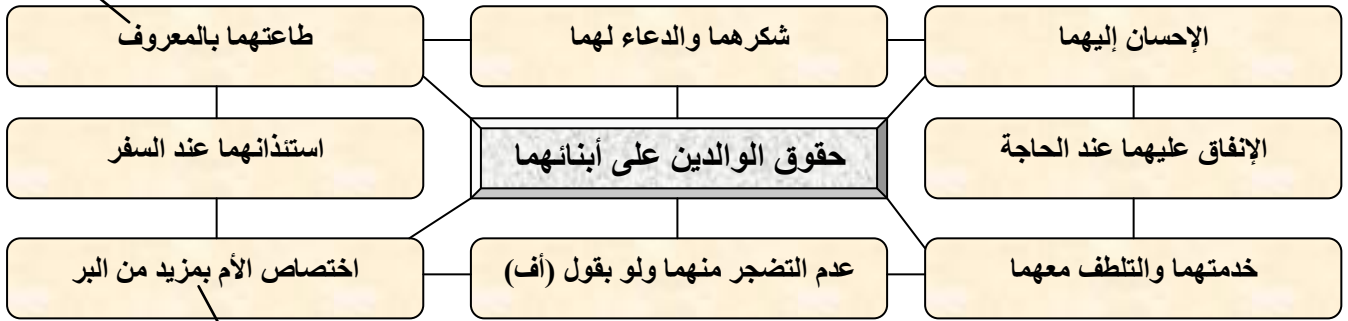 الإحسان إليهما
شكرهما والدعاء لهما
طاعتهما بالمعروف
الإنفاق عليهما عند الحاجة
حقوق الوالدين على أبنائهما
استئذانهما عند السفر
خدمتهما والتلطف معهما
عدم التضجر منهما ولو بقول (أف)
اختصاص الأم بمزيد من البر